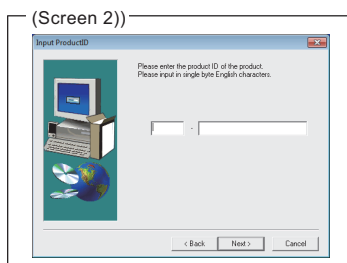 (Screen 2))
Input ProductID
Please enter the product ID of the product.
Please input in single byte English characters.
-
< Back Next > Cancel